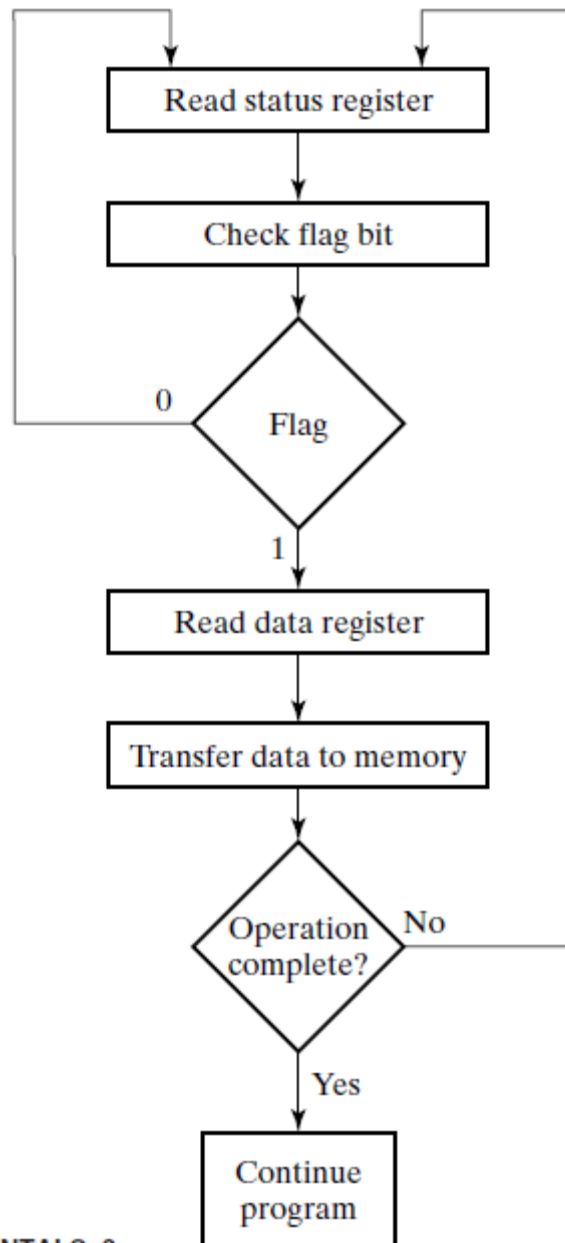 Read status register
Check flag bit
0
Flag
1
Read data register
Transfer data to memory
Operation
complete?
No
Yes
Continue
program